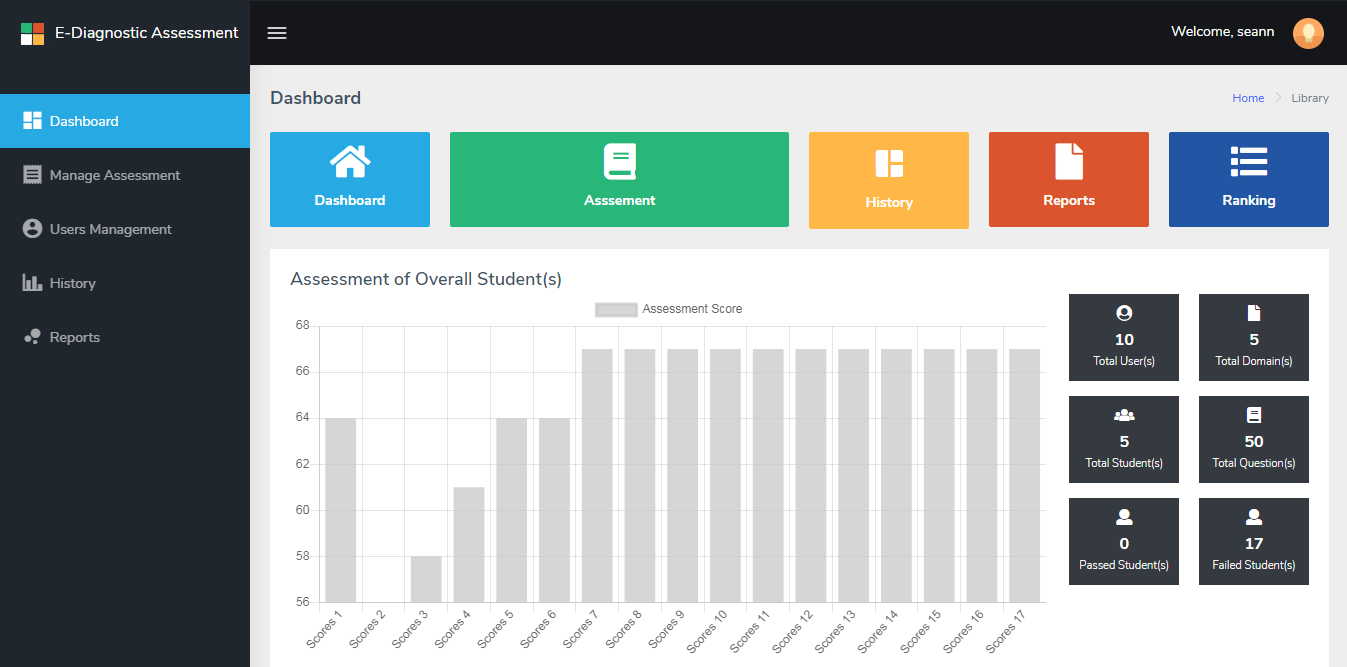 E-Diagnostic Assessment
Welcome, seann
Dashboard
Manage Assessment
Users Management
History
Reports
Dashboard
Home
Library
Dashboard
Asssement
History
Reports
Ranking
Assessment of Overall Student(s)
Assessment Score
68
66
64
62
60
58
56
Scores 1
Scores 2
Scores 3
Scores 4
Scores 5
Scores 6
Scores 7
Scores 8
Scores 9
Scores 10
Scores 11
Scores 12
Scores 13
Scores 14
Scores 15
Scores 16
Scores 17
10
Total User(s)
5
Total Domain(s)
5
Total Student(s)
50
Total Question(s)
0
Passed Student(s)
17
Failed Student(s)